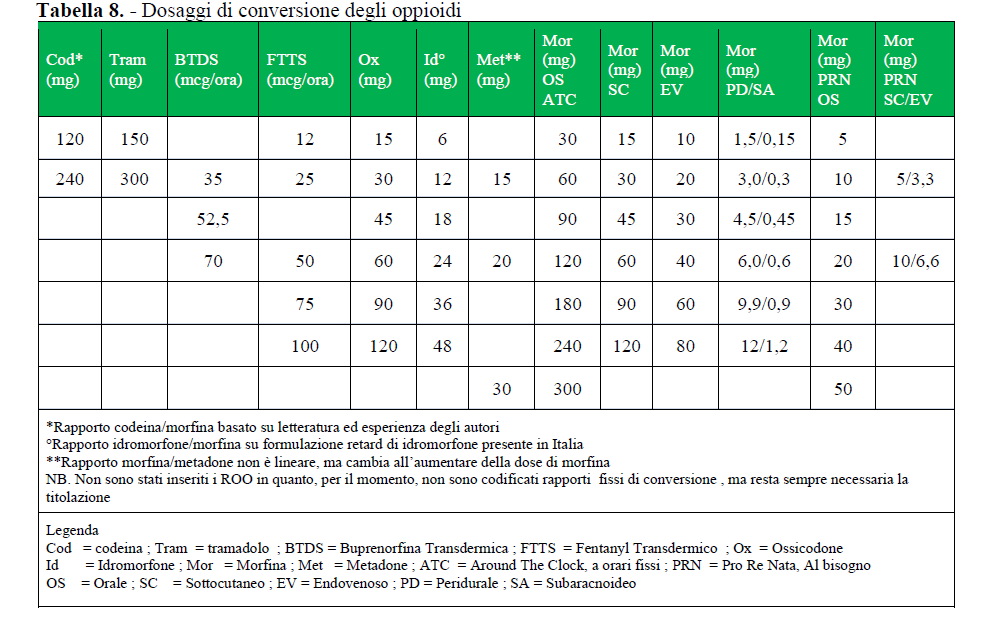 Tabella 8. - Dosaggi di conversione degli oppioidi
Cod* (mg) Tram (mg) BTDS (mcg/ora) FTTS (mcg/ora) Ox (mg) Id° (mg) Met** (mg) Mor (mg) OS ATC Mor (mg) SC Mor (mg) EV Mor (mg) PD/SA Mor (mg) PRN OS Mor (mg) PRN SC/EV
120 150 12 15 6 30 15 10 1,5/0,15 5
240 300 35 25 30 12 15 60 30 20 3,0/0,3 10 5/3,3
52,5 45 18 90 45 30 4,5/0,45 15
70 50 60 24 20 120 60 40 6,0/0,6 20 10/6,6
75 90 36 180 90 60 9,9/0,9 30
100 120 48 240 120 80 12/1,2 40
30 300 50
*Rapporto codeina/morfina basato su letteratura ed esperienza degli autori
°Rapporto idromorfone/morfina su formulazione retard di idromorfone presente in Italia
**Rapporto morfina/metadone non è lineare, ma cambia all'aumentare della dose di morfina
NB. Non sono stati inseriti i ROO in quanto, per il momento, non sono codificati rapporti fissi di conversione , ma resta sempre necessaria la
titolazione
Legenda
Cod = codeina ; Tram = tramadolo ; BTDS = Buprenorfina Transdermica ; FTTS = Fentanyl Transdermico ; Ox = Ossicodone
Id = Idromorfone ; Mor = Morfina ; Met = Metadone ; ATC = Around The Clock, a orari fissi ; PRN = Pro Re Nata, Al bisogno
OS = Orale ; SC = Sottocutaneo ; EV = Endovenoso ; PD = Peridurale ; SA = Subaracnoideo